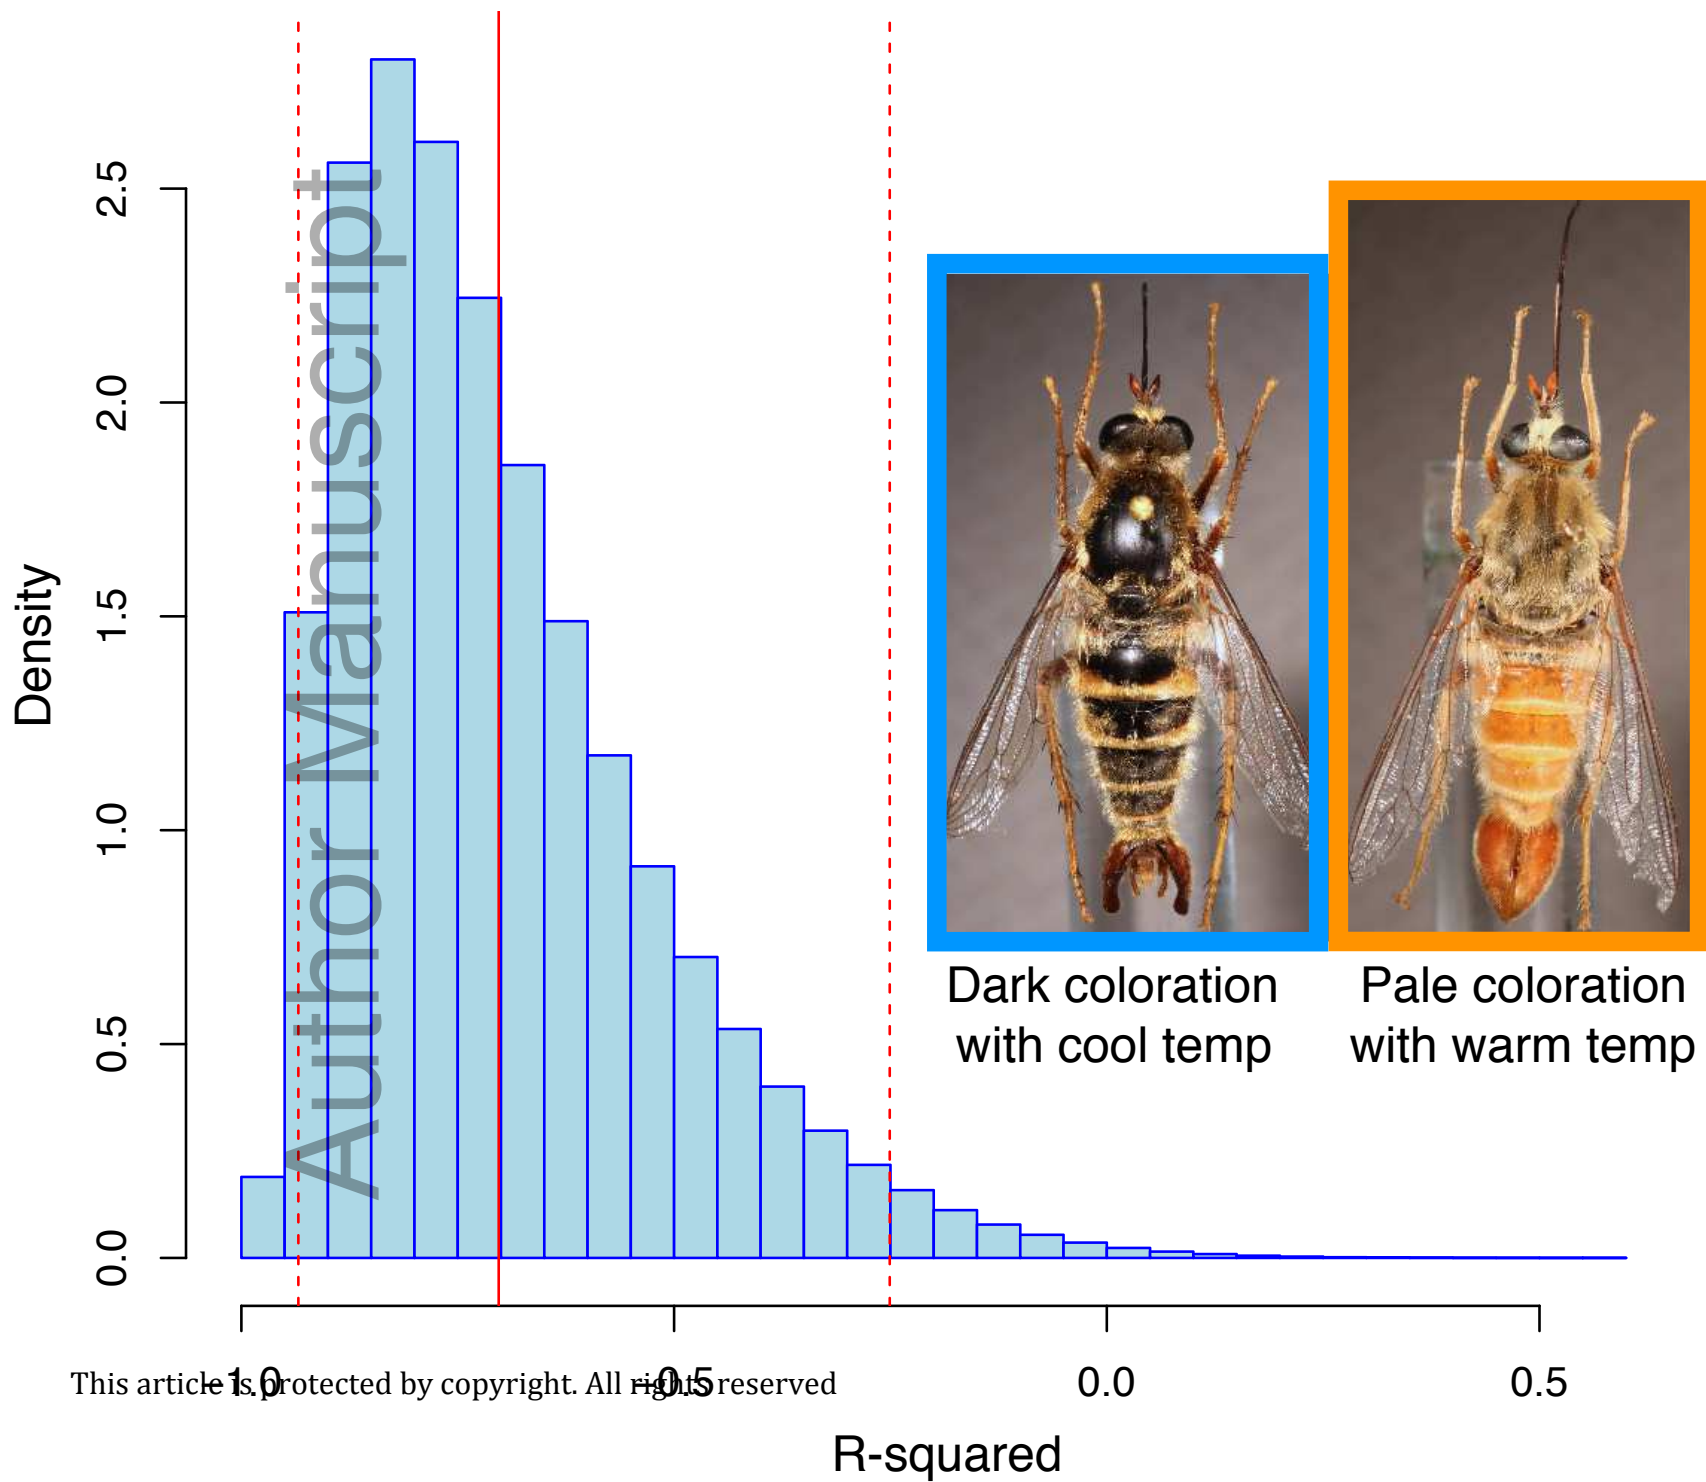 2.5
2.0
1.5
1.0
0.5
0.0
Density
Author Manuscript
Dark coloration
with cool temp
Pale coloration
with warm temp
−1.0
−0.5
0.0
0.5
This article is protected by copyright. All rights reserved
R-squared